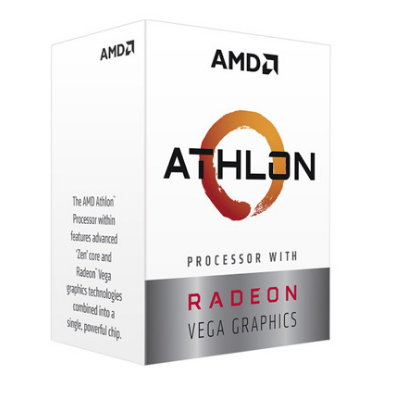 AMD
The AMD Athlon™
Processor within
features advanced
'Zen' core and
Radeon™ Vega
graphics technologies
combined into a
single, powerful chip.
AMD
ATHLON
PROCESSOR WITH
RADEON
VEGA GRAPHICS